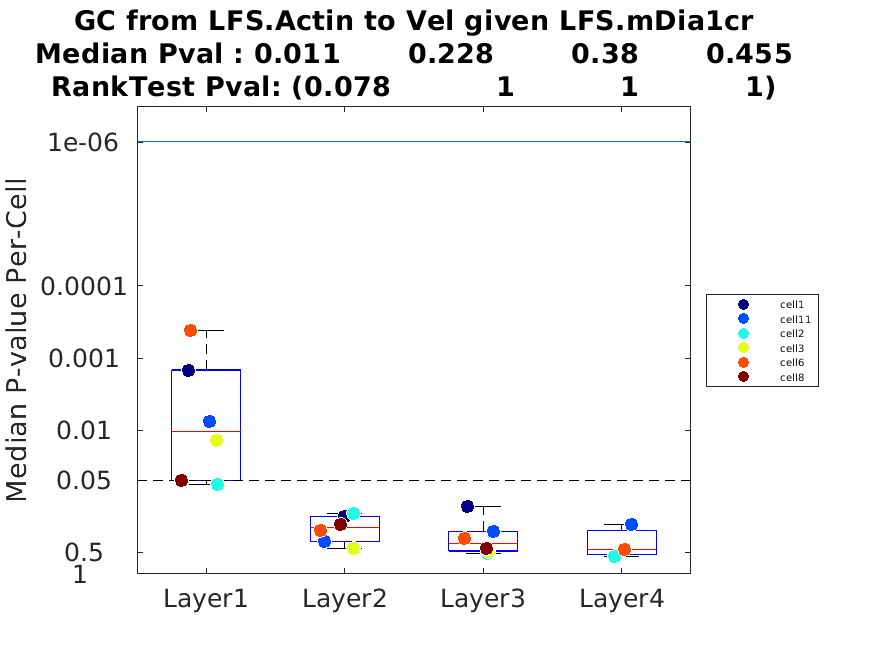 GC from LFS.Actin to Vel given LFS.mDia1cr
Median Pval : 0.011 0.228 0.38 0.455
RankTest Pval: (0.078 1 1 1)
Median P-value Per-Cell
1e-06
0.0001
0.001
0.01
0.05
0.5
1
Layer1 Layer2 Layer3 Layer4
cell1
cell11
cell2
cell3
cell6
cell8